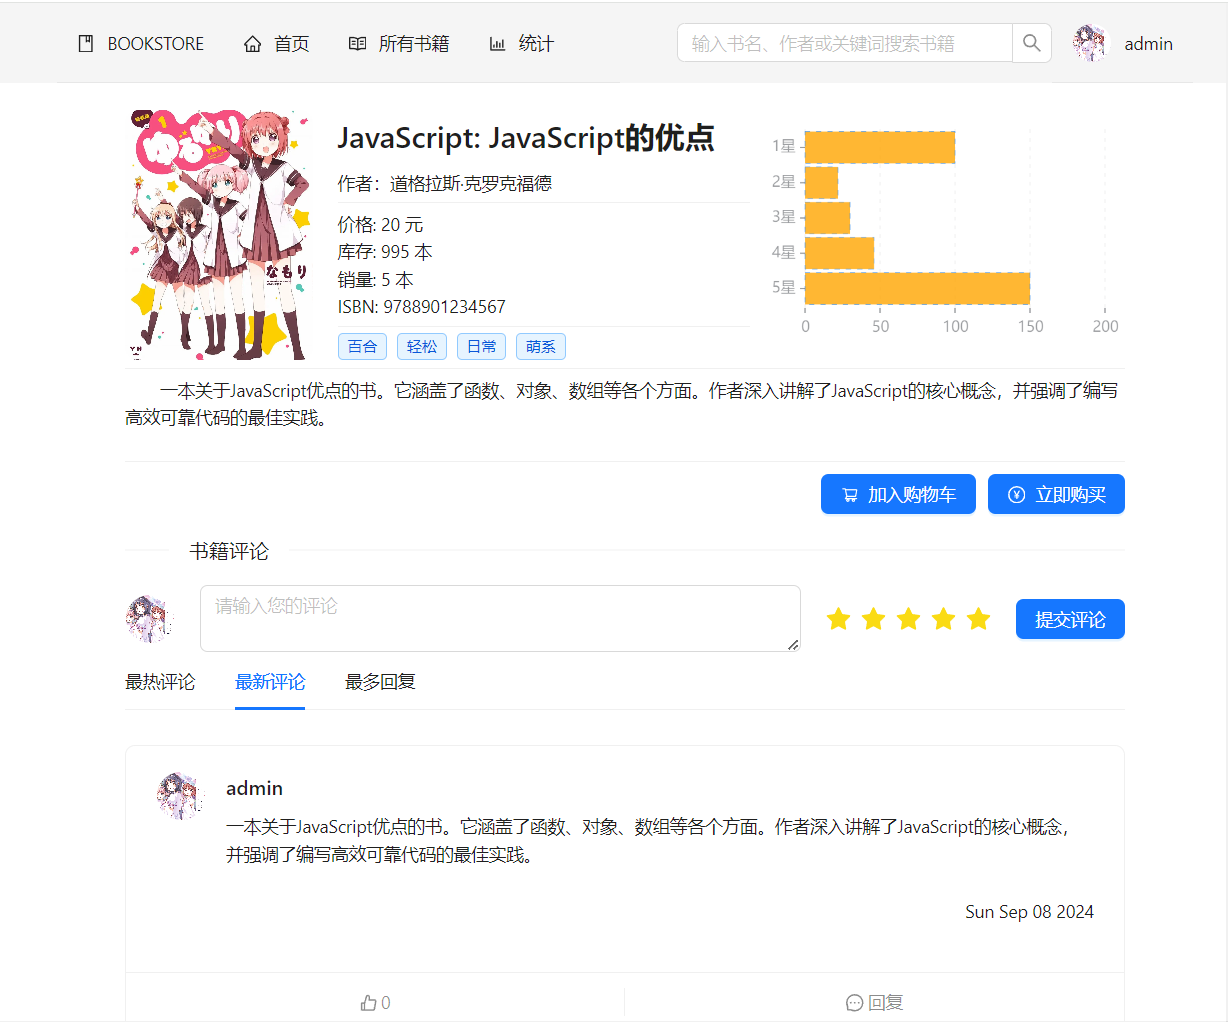 BOOKSTORE 首页 所有书籍 统计 输入书名、作者或关键词搜索书籍 admin
JavaScript: JavaScript的优点
作者：道格拉斯·克罗克福德
价格: 20 元
库存: 995 本
销量: 5 本
ISBN: 9788901234567
百合 轻松 日常 萌系
1星
2星
3星
4星
5星
0 50 100 150 200
なもり
一本关于JavaScript优点的书。它涵盖了函数、对象、数组等各个方面。作者深入讲解了JavaScript的核心概念，并强调了编写
高效可靠代码的最佳实践。
加入购物车 立即购买
书籍评论
请输入您的评论
提交评论
最热评论 最新评论 最多回复
admin
一本关于JavaScript优点的书。它涵盖了函数、对象、数组等各个方面。作者深入讲解了JavaScript的核心概念，
并强调了编写高效可靠代码的最佳实践。
Sun Sep 08 2024
0 回复